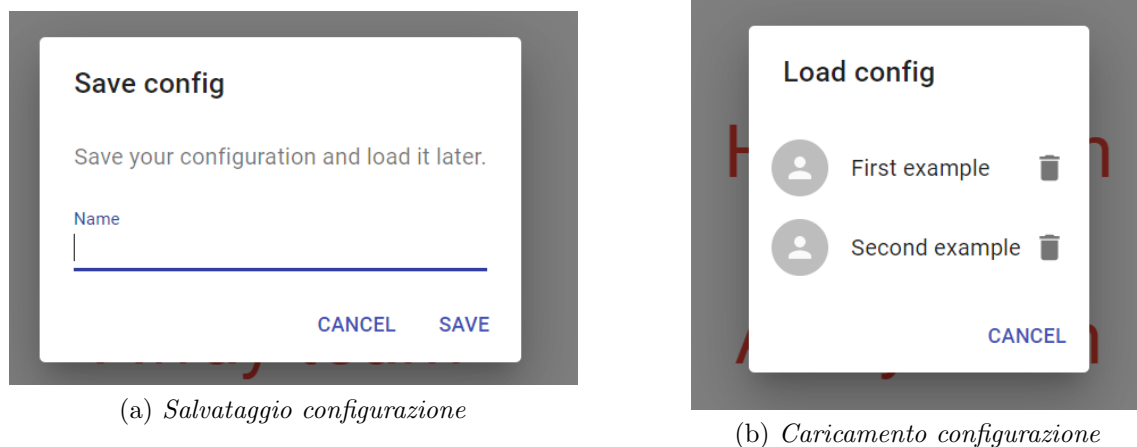 Save config
Save your configuration and load it later.
Name
CANCEL SAVE
(a) Salvataggio configurazione
Load config
First example
Second example
CANCEL
(b) Caricamento configurazione